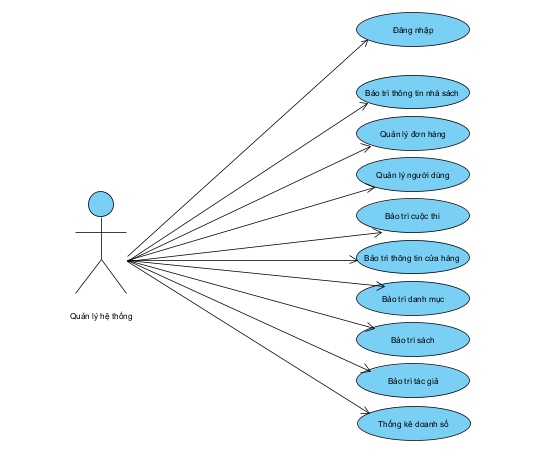 Đăng nhập
Bảo trì thông tin nhà sách
Quản lý đơn hàng
Quản lý người dùng
Bảo trì cuộc thi
Bảo trì thông tin cửa hàng
Bảo trì danh mục
Bảo trì sách
Bảo trì tác giả
Thống kê doanh số
Quản lý hệ thống